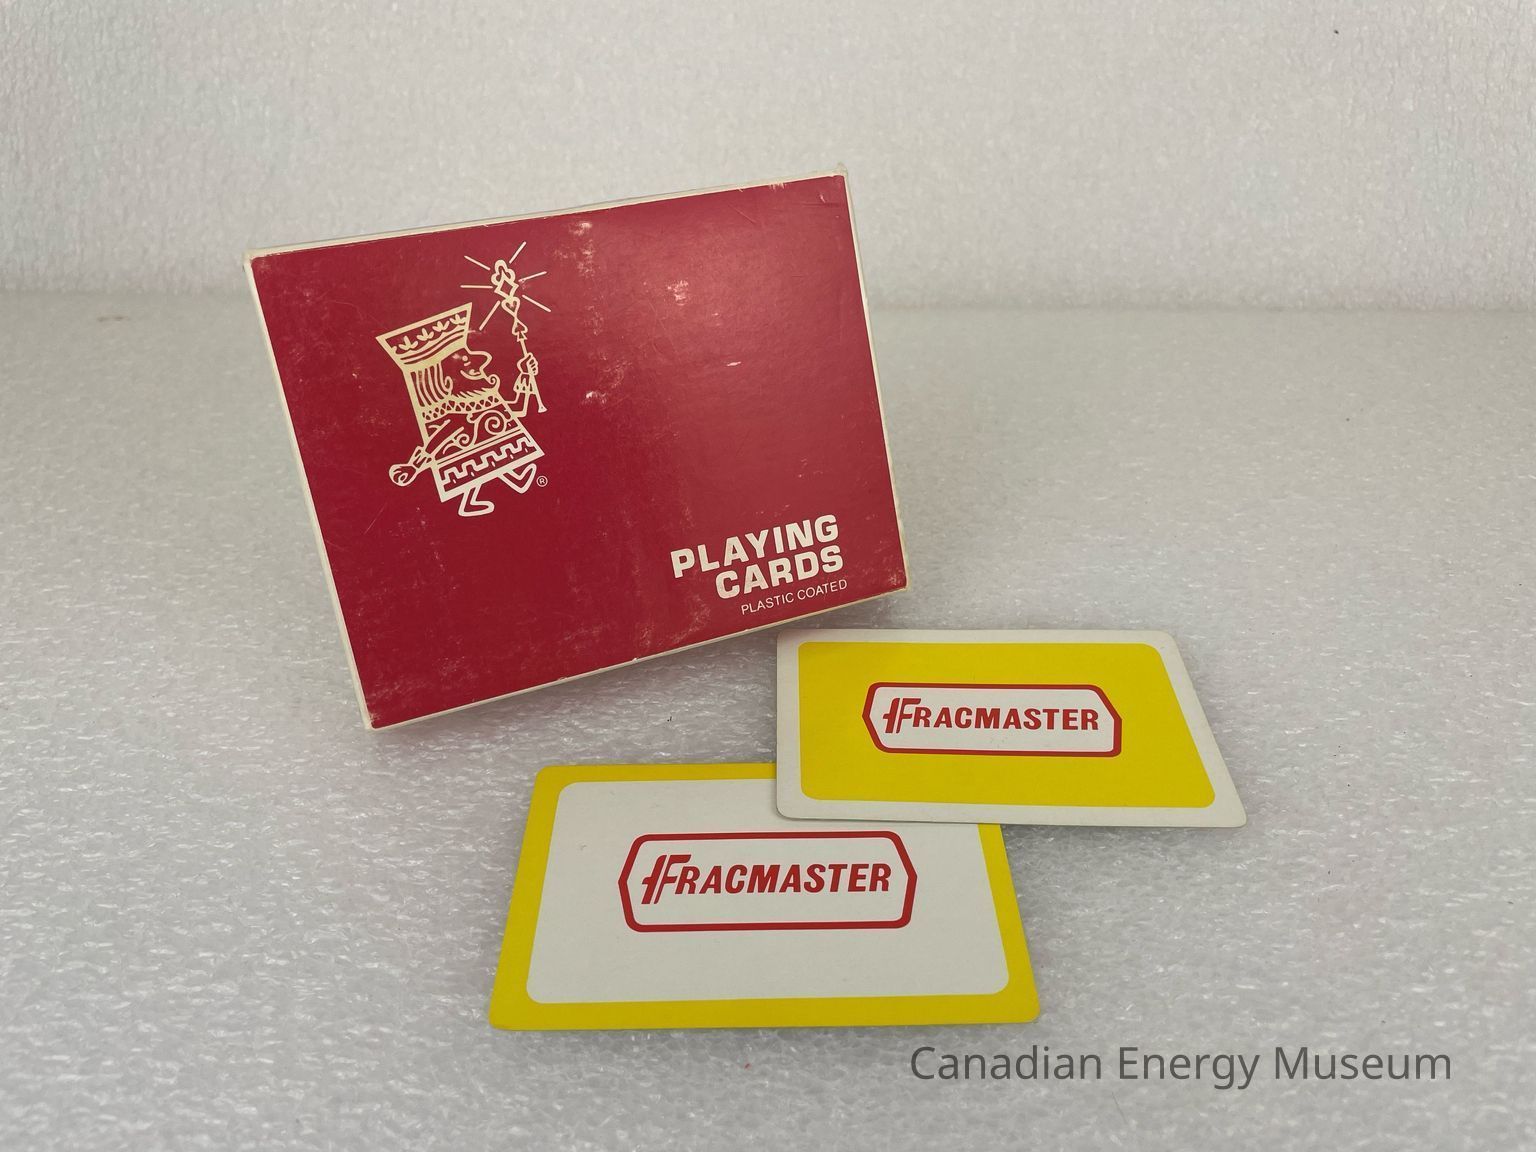 PLAYING
CARDS
PLASTIC COATED
®
FRACMASTER
FRACMASTER
Canadian Energy Museum